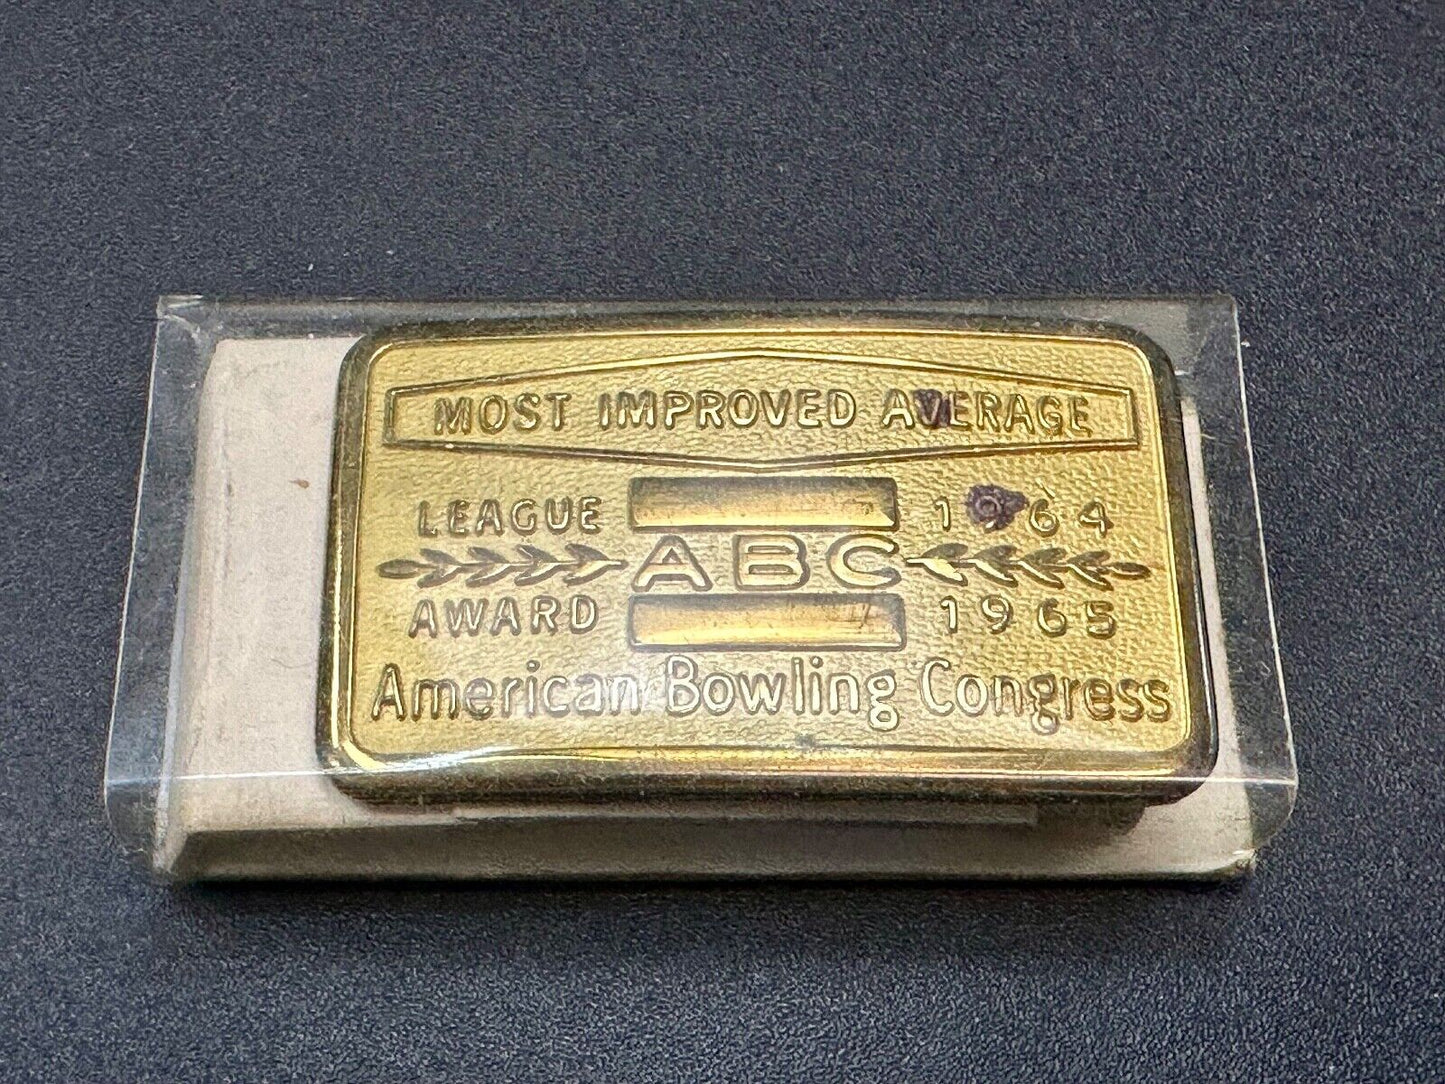 MOST IMPROVED AVERAGE
LEAGUE 1964
ABC
AWARD 1965
American Bowling Congress